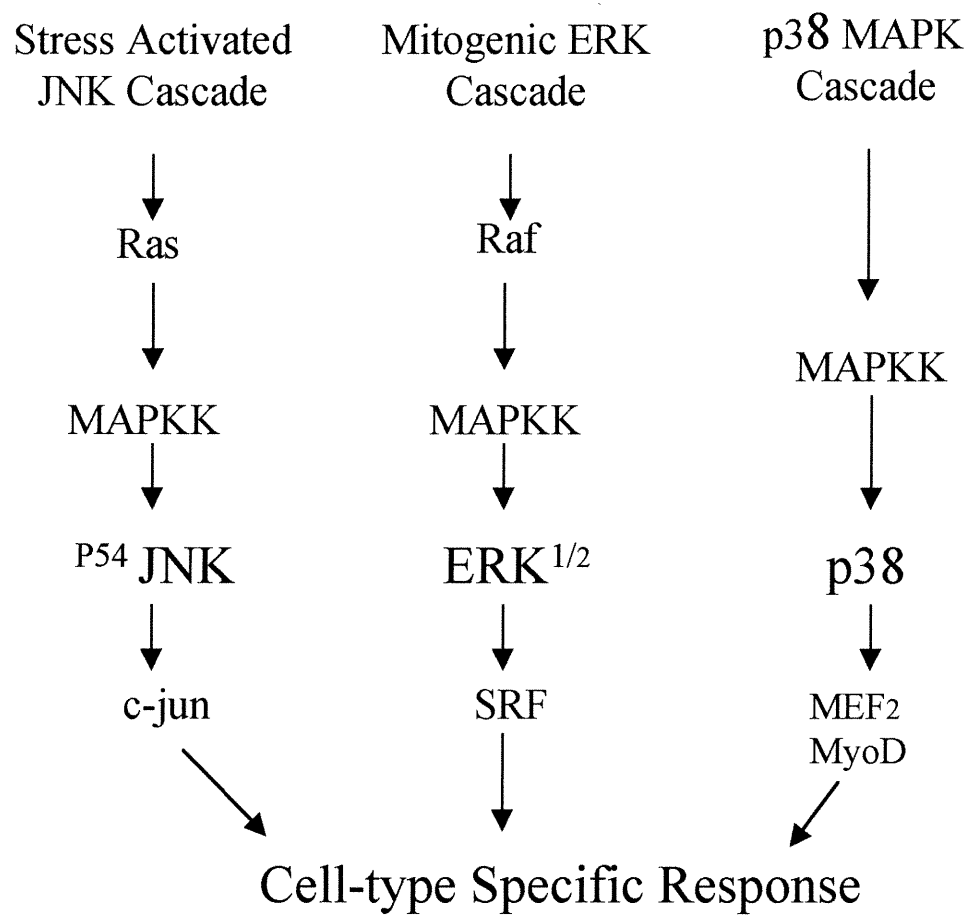 Stress Activated
JNK Cascade
Ras
MAPKK
P54 JNK
c-jun
Mitogenic ERK
Cascade
Raf
MAPKK
ERK1/2
SRF
p38 MAPK
Cascade
MAPKK
p38
MEF2
MyoD
Cell-type Specific Response